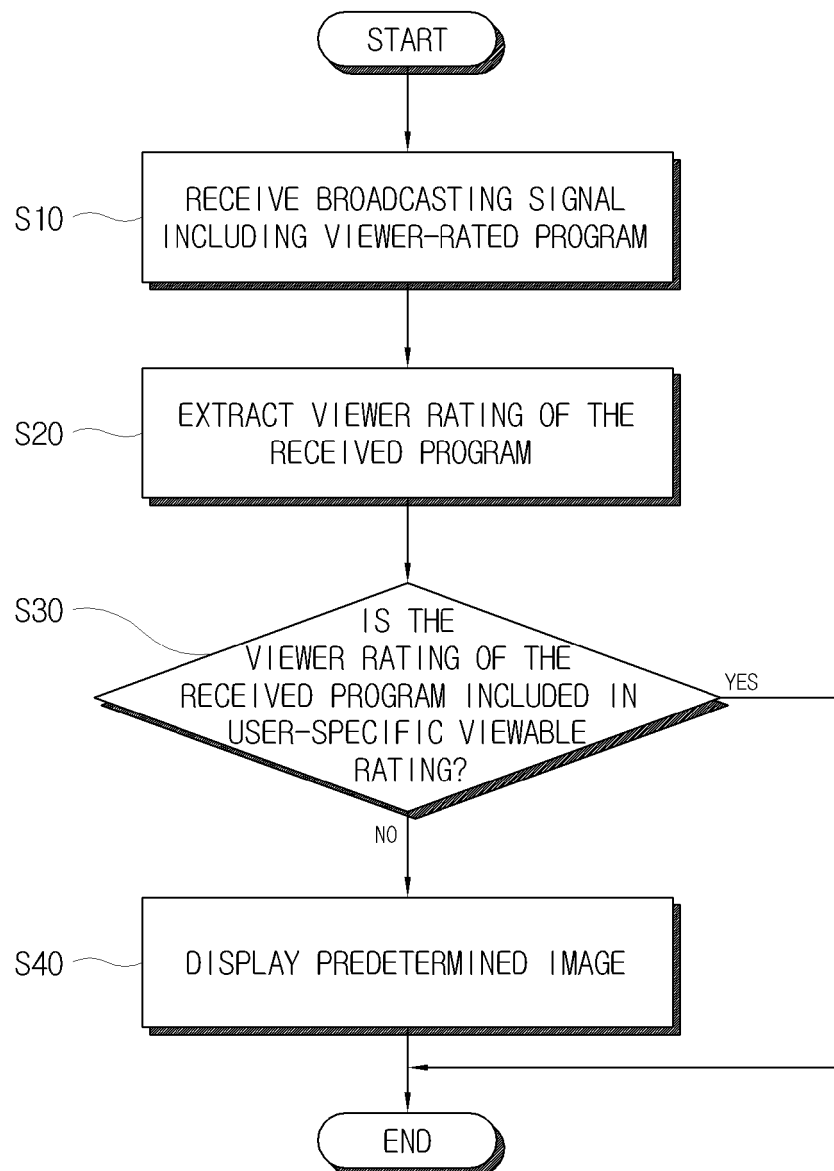 START
S10
RECEIVE BROADCASTING SIGNAL
INCLUDING VIEWER-RATED PROGRAM
S20
EXTRACT VIEWER RATING OF THE
RECEIVED PROGRAM
S30
IS THE
VIEWER RATING OF THE
RECEIVED PROGRAM INCLUDED IN
USER-SPECIFIC VIEWABLE
RATING?
YES
NO
S40
DISPLAY PREDETERMINED IMAGE
END